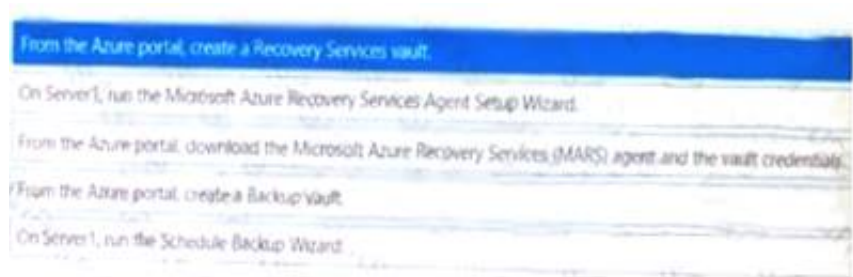 From the Azure portal, create a Recovery Services vault.
On Server1, run the Microsoft Azure Recovery Services Agent Setup Wizard.
From the Azure portal, download the Microsoft Azure Recovery Services (MARS) agent and the vault credentials.
From the Azure portal, create a Backup Vault.
On Server1, run the Schedule Backup Wizard.